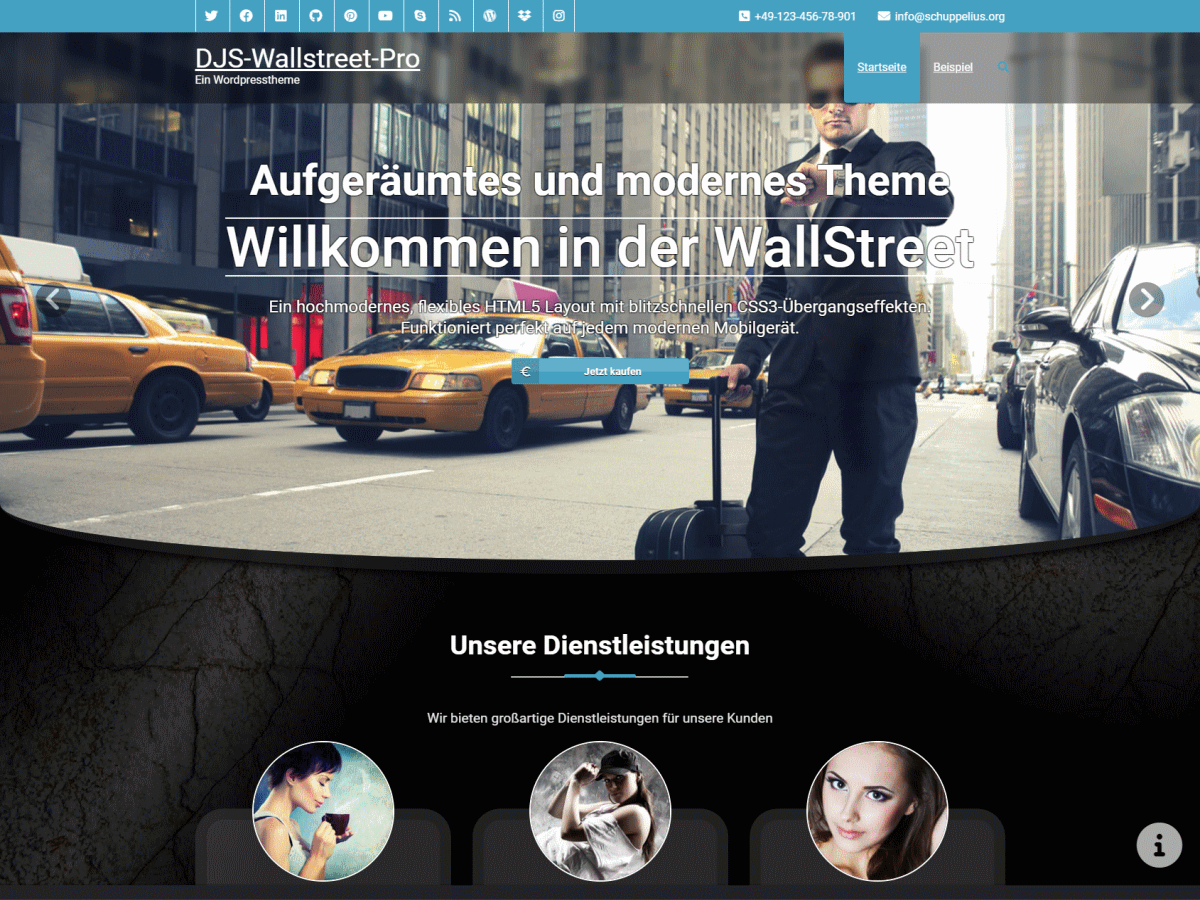 +49-123-456-78-901
info@schuppelius.org
DJS-Wallstreet-Pro
Ein Wordpresstheme
Startseite
Beispiel
Aufgeräumtes und modernes Theme
Willkommen in der WallStreet
Ein hochmodernes, flexibles HTML5 Layout mit blitzschnellen CSS3-Übergangseffekten.
Funktioniert perfekt auf jedem modernen Mobilgerät.
€ Jetzt kaufen
Unsere Dienstleistungen
Wir bieten großartige Dienstleistungen für unsere Kunden